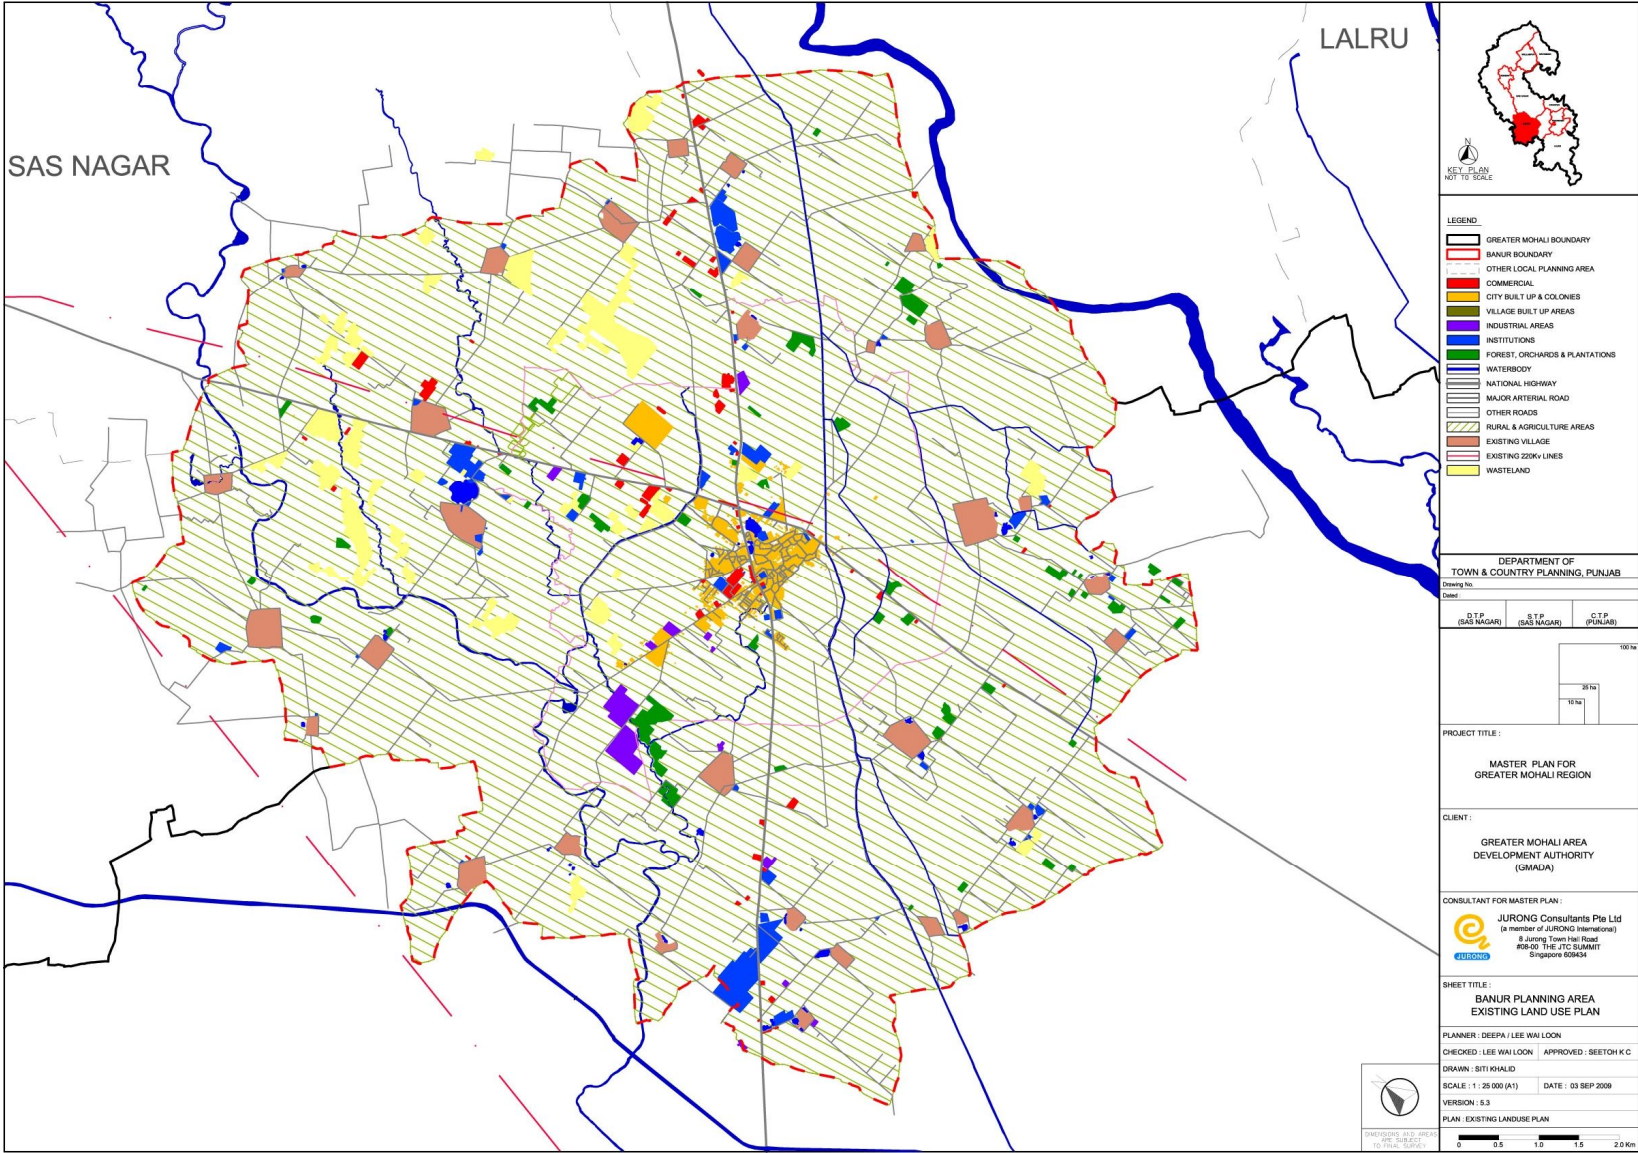 LALRU
SAS NAGAR
N
KEY PLAN
NOT TO SCALE
LEGEND
GREATER MOHALI BOUNDARY
BANUR BOUNDARY
OTHER LOCAL PLANNING AREA
COMMERCIAL
CITY BUILT UP & COLONIES
VILLAGE BUILT UP AREAS
INDUSTRIAL AREAS
INSTITUTIONS
FOREST, ORCHARDS & PLANTATIONS
WATERBODY
NATIONAL HIGHWAY
MAJOR ARTERIAL ROAD
OTHER ROADS
RURAL & AGRICULTURE AREAS
EXISTING VILLAGE
EXISTING 220Kv LINES
WASTELAND
DEPARTMENT OF
TOWN & COUNTRY PLANNING, PUNJAB
Drawing No.
Dated :
D.T.P. (SAS NAGAR)
S.T.P. (SAS NAGAR)
C.T.P. (PUNJAB)
100 ha
25 ha
10 ha
PROJECT TITLE :
MASTER PLAN FOR
GREATER MOHALI REGION
CLIENT :
GREATER MOHALI AREA
DEVELOPMENT AUTHORITY
(GMADA)
CONSULTANT FOR MASTER PLAN :
JURONG Consultants Pte Ltd
(a member of JURONG International)
8 Jurong Town Hall Road
#08-00 THE JTC SUMMIT
Singapore 609434
JURONG
SHEET TITLE :
BANUR PLANNING AREA
EXISTING LAND USE PLAN
PLANNER : DEEPA / LEE WAI LOON
CHECKED : LEE WAI LOON APPROVED : SEETOH K C
DRAWN : SITI KHALID
SCALE : 1 : 25 000 (A1) DATE : 03 SEP 2009
VERSION : 5.3
PLAN : EXISTING LANDUSE PLAN
0 0.5 1.0 1.5 2.0 Km
DIMENSIONS AND AREAS
ARE SUBJECT
TO FINAL SURVEY